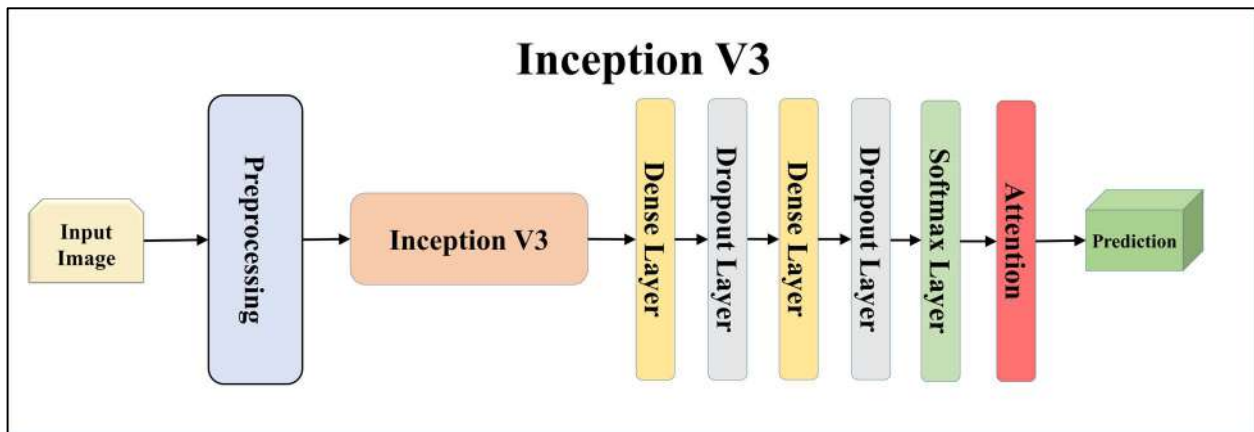 Inception V3
Input
Image
Preprocessing
Inception V3
Dense Layer
Dropout Layer
Dense Layer
Dropout Layer
Softmax Layer
Attention
Prediction